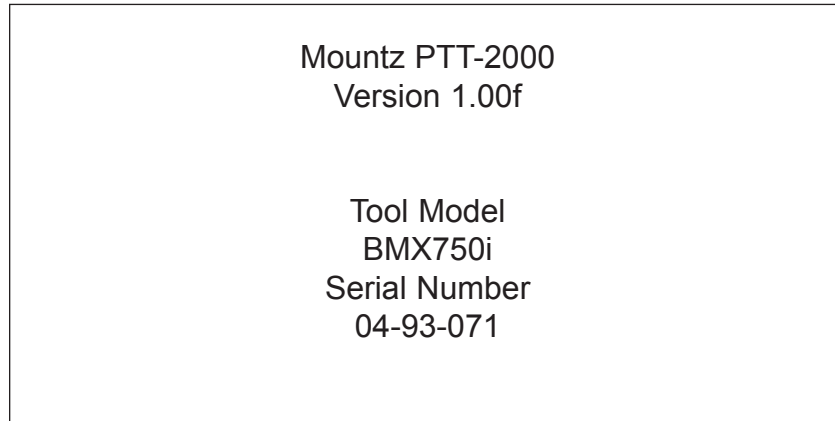 Mountz PTT-2000
Version 1.00f
Tool Model
BMX750i
Serial Number
04-93-071